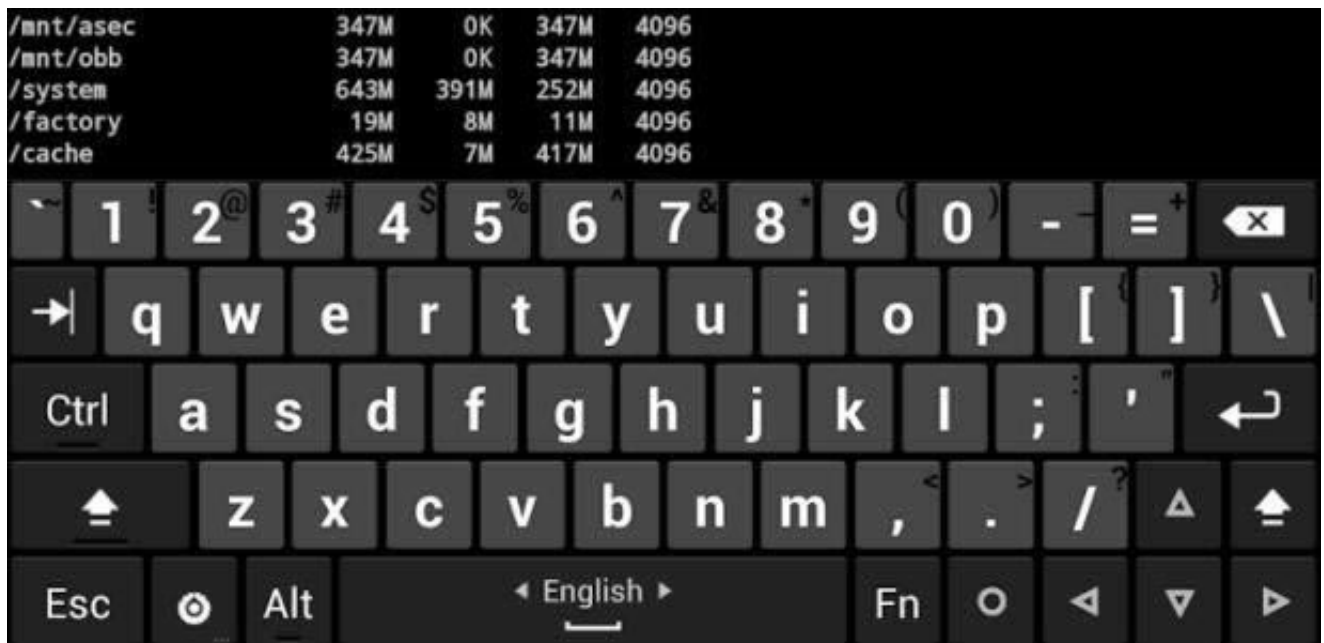 /mnt/asec 347M 0K 347M 4096
/mnt/obb 347M 0K 347M 4096
/system 643M 391M 252M 4096
/factory 19M 8M 11M 4096
/cache 425M 7M 417M 4096
` ~ 1 ! 2 @ 3 # 4 $ 5 % 6 ^ 7 & 8 * 9 ( 0 ) - _ = +
q w e r t y u i o p [ { ] } \ |
Ctrl a s d f g h j k l ; : ' "
z x c v b n m , < . > / ?
Esc ... Alt English Fn